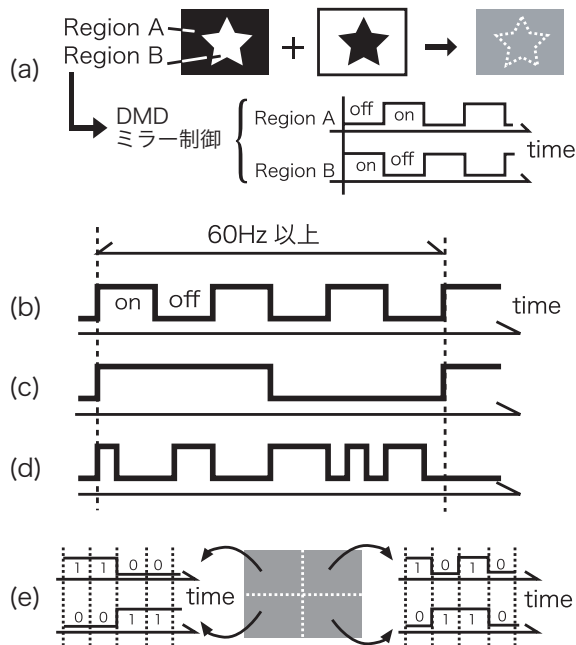 (a)
Region A
Region B
DMD
ミラー制御
Region A
off
on
Region B
on
off
time
60Hz 以上
(b)
on
off
time
(c)
(d)
(e)
1 1 0 0
0 0 1 1
time
1 0 1 0
0 1 1 0
time